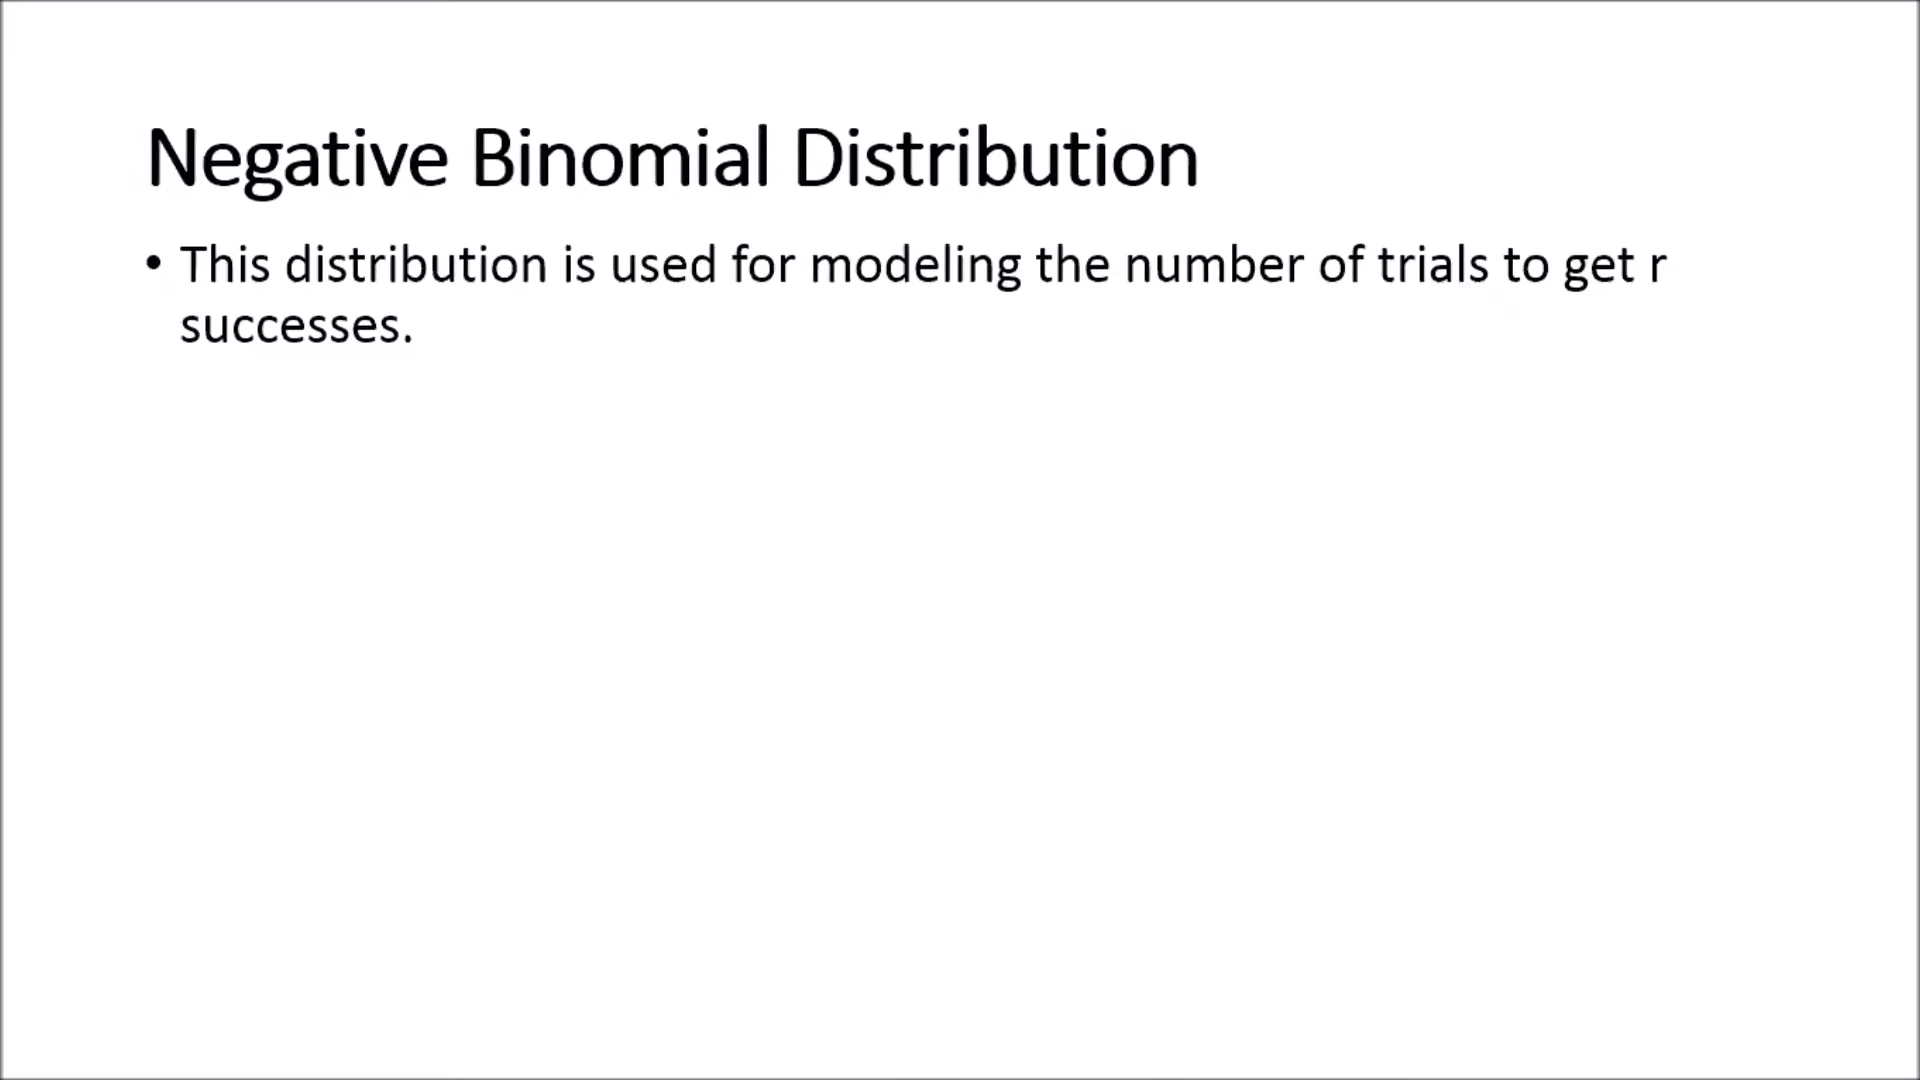 Negative Binomial Distribution
• This distribution is used for modeling the number of trials to get r
successes.